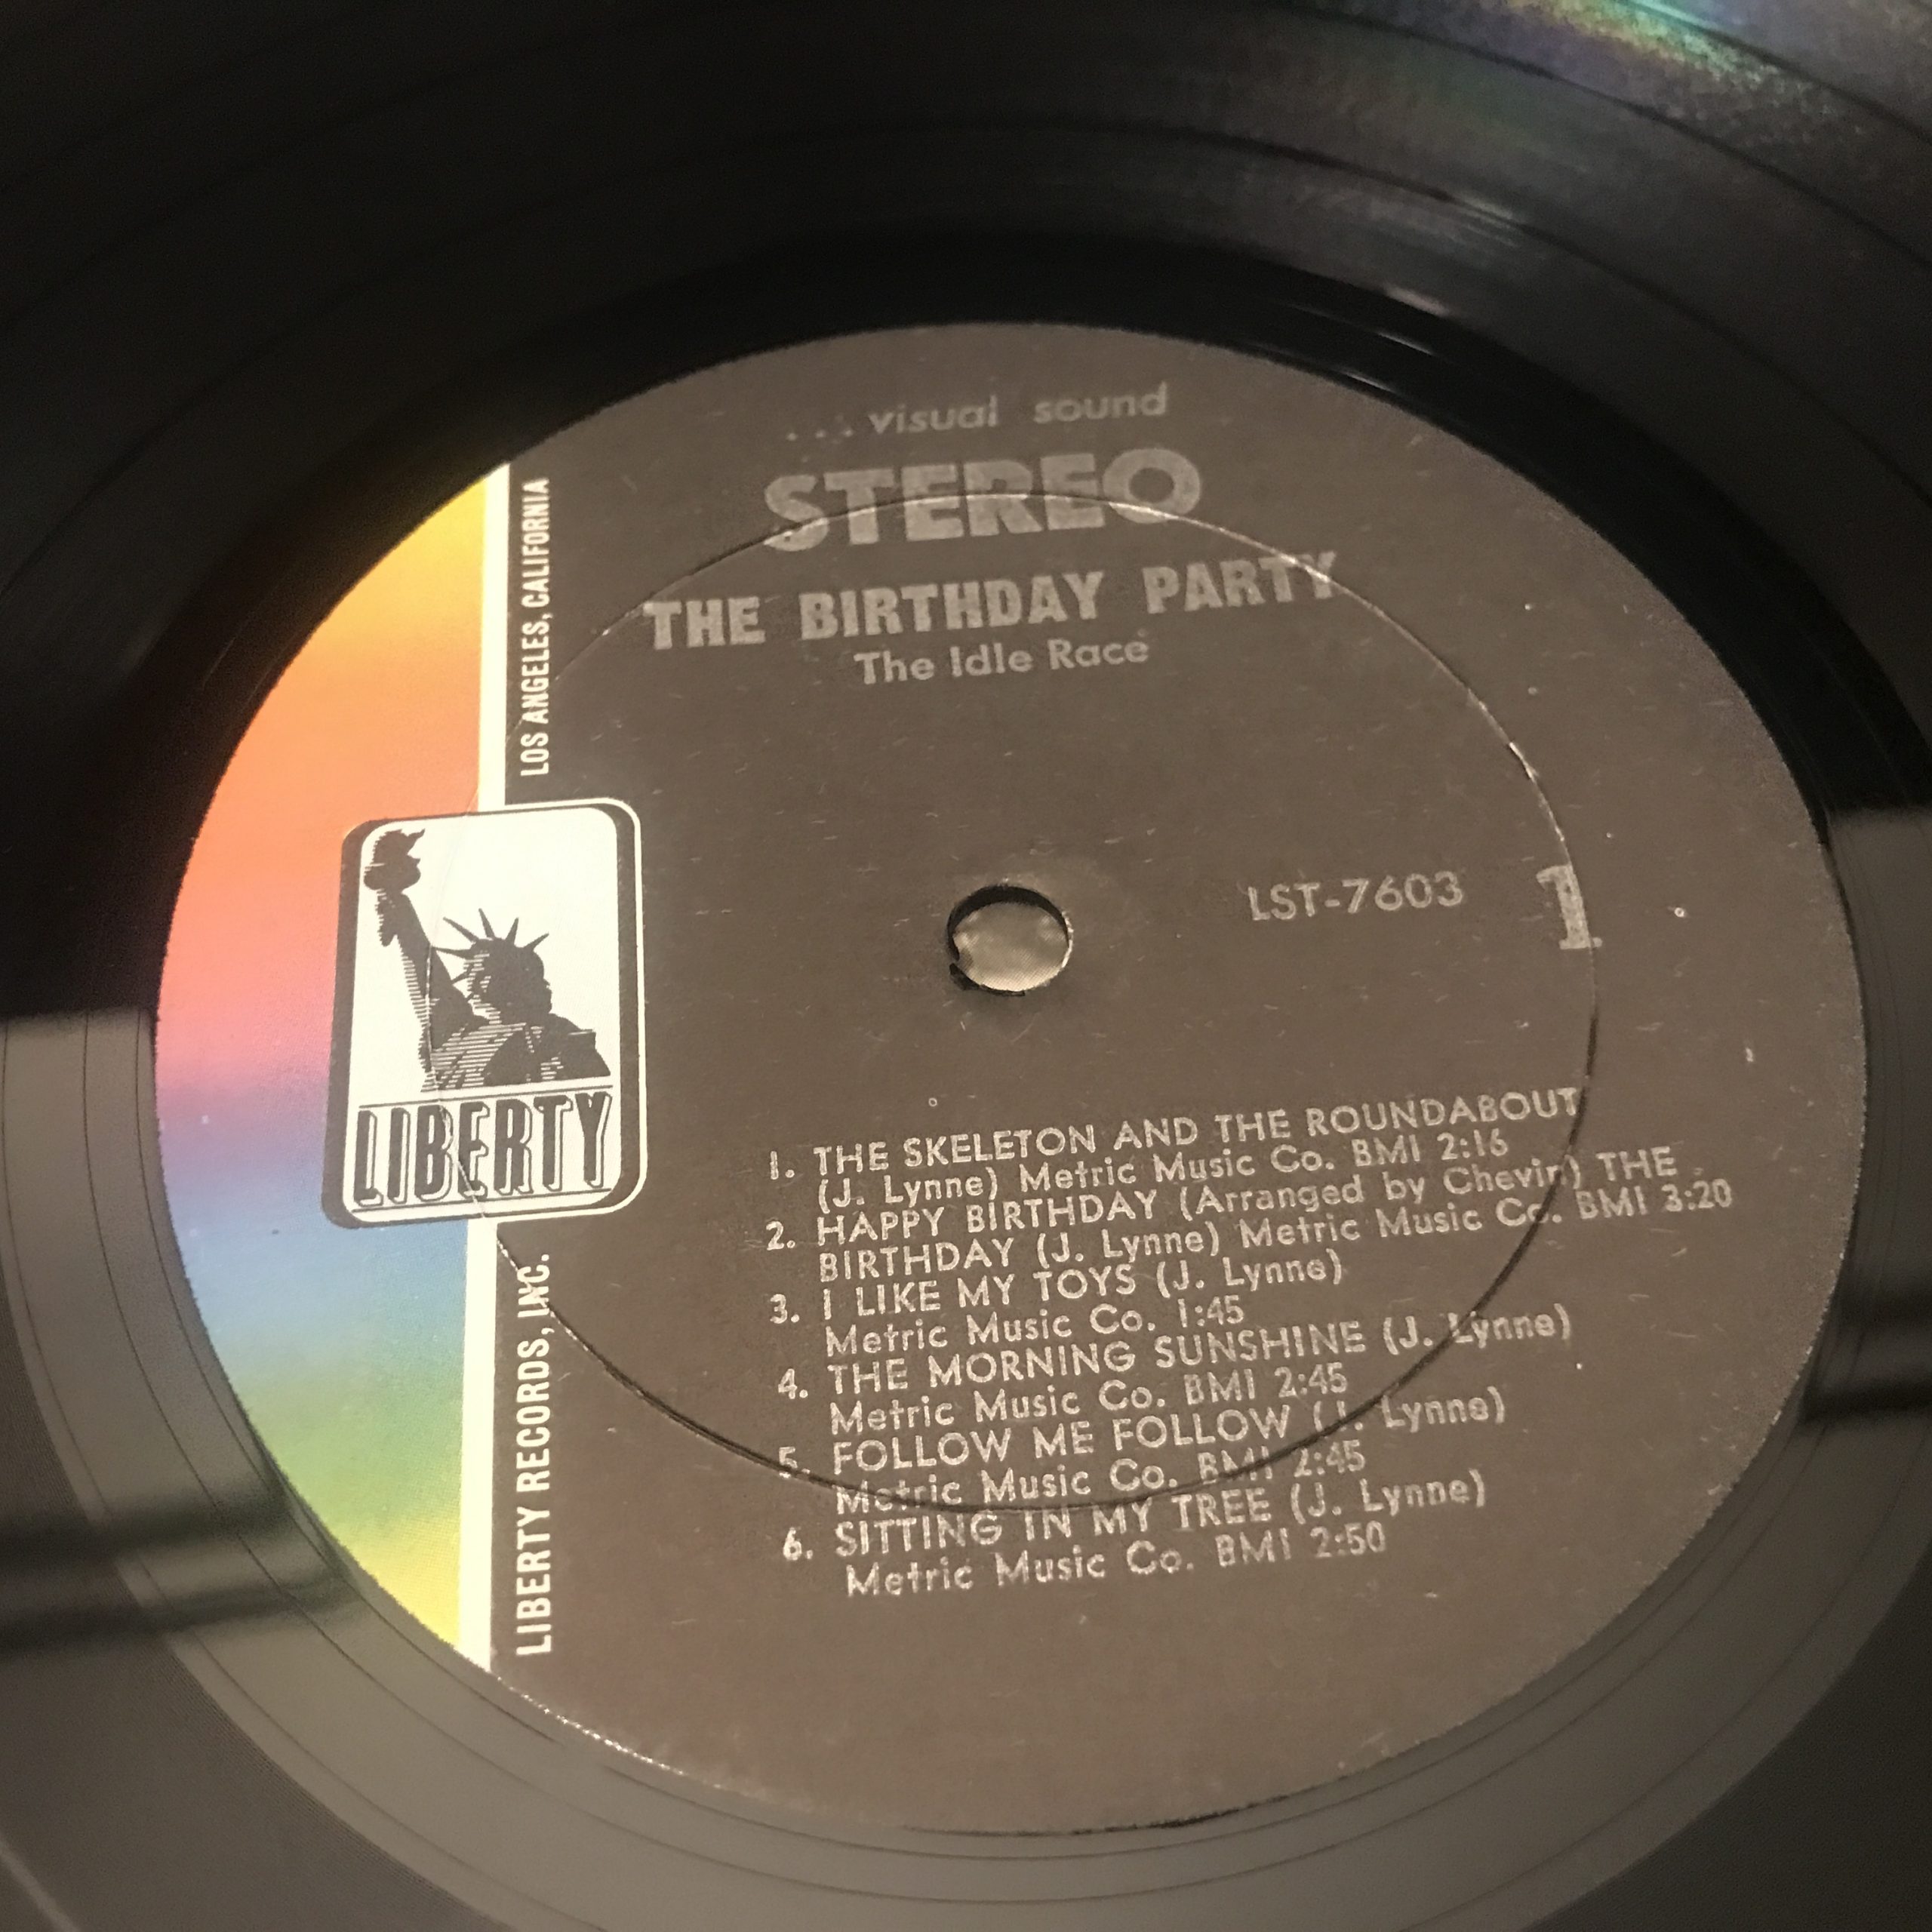 ...visual sound
STEREO
THE BIRTHDAY PARTY
The Idle Race
LOS ANGELES, CALIFORNIA
LIBERTY
LIBERTY RECORDS, INC.
LST-7603
1
1. THE SKELETON AND THE ROUNDABOUT
(J. Lynne) Metric Music Co. BMI 2:16
2. HAPPY BIRTHDAY (Arranged by Chevin) THE
BIRTHDAY (J. Lynne) Metric Music Co. BMI 3:20
3. I LIKE MY TOYS (J. Lynne)
Metric Music Co. 1:45
4. THE MORNING SUNSHINE (J. Lynne)
Metric Music Co. BMI 2:45
5. FOLLOW ME FOLLOW (J. Lynne)
Metric Music Co. BMI 2:45
6. SITTING IN MY TREE (J. Lynne)
Metric Music Co. BMI 2:50